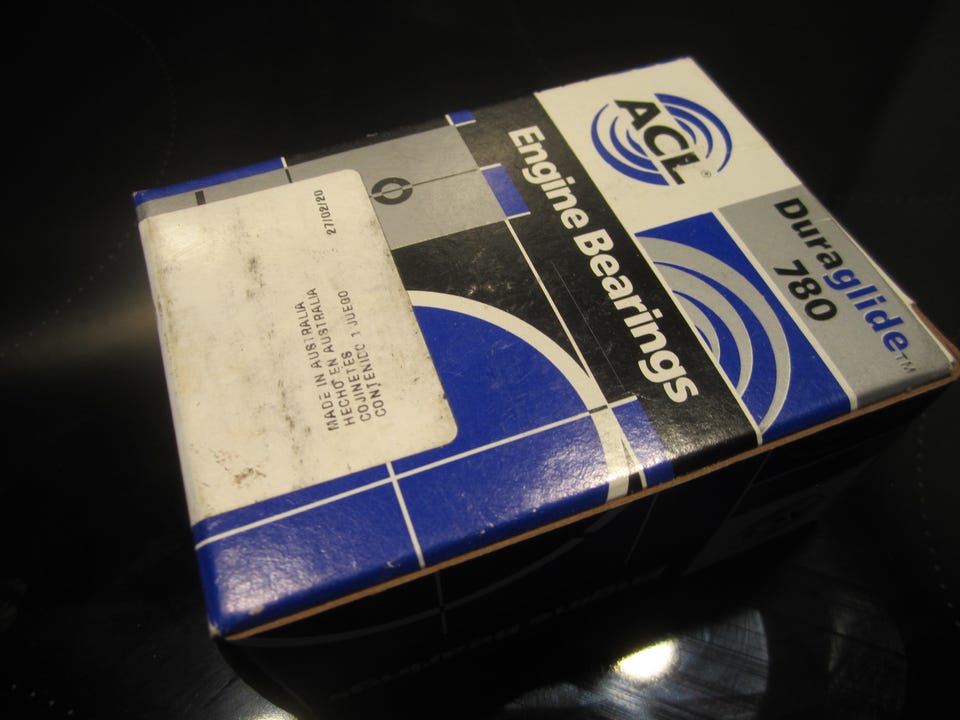 ACL®
Duraglide™
780
Engine Bearings
27/02/20
MADE IN AUSTRALIA
HECHO EN AUSTRALIA
COJINETES
CONTENIDO 1 JUEGO